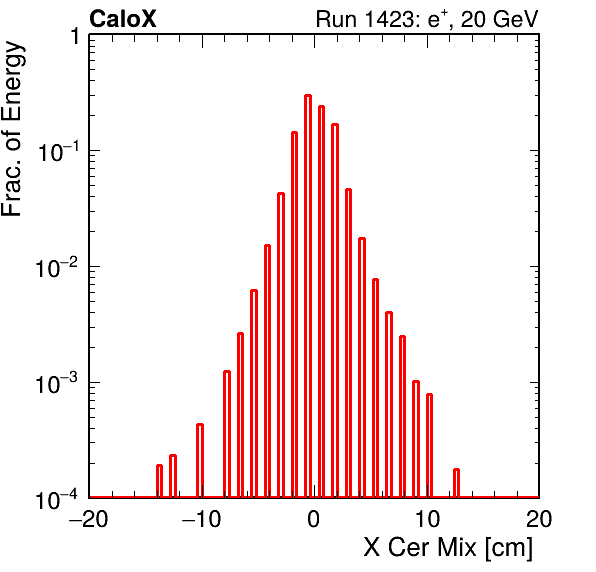 CaloX
Run 1423: e⁺, 20 GeV
Frac. of Energy
1
10⁻¹
10⁻²
10⁻³
10⁻⁴
−20 −10 0 10 20
X Cer Mix [cm]